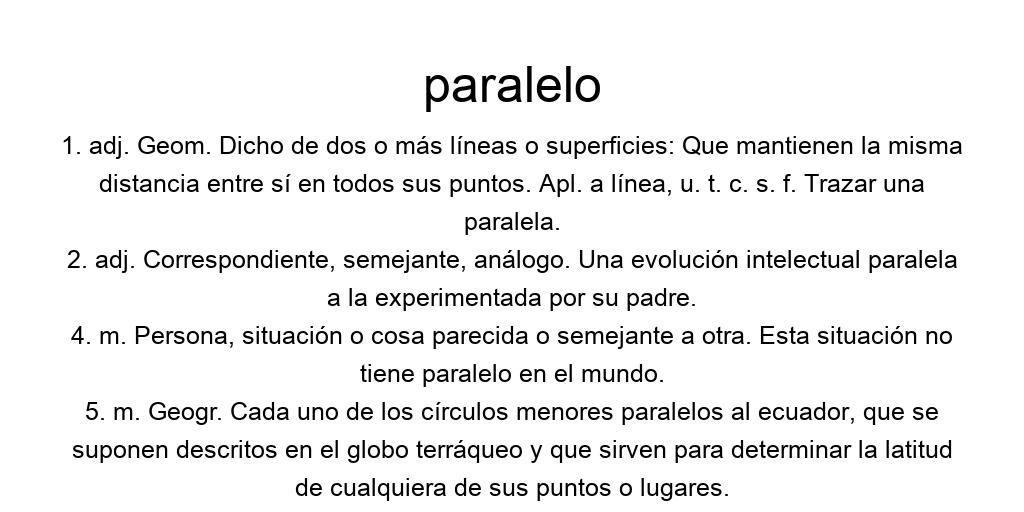 paralelo
1. adj. Geom. Dicho de dos o más líneas o superficies: Que mantienen la misma
distancia entre sí en todos sus puntos. Apl. a línea, u. t. c. s. f. Trazar una
paralela.
2. adj. Correspondiente, semejante, análogo. Una evolución intelectual paralela
a la experimentada por su padre.
4. m. Persona, situación o cosa parecida o semejante a otra. Esta situación no
tiene paralelo en el mundo.
5. m. Geogr. Cada uno de los círculos menores paralelos al ecuador, que se
suponen descritos en el globo terráqueo y que sirven para determinar la latitud
de cualquiera de sus puntos o lugares.